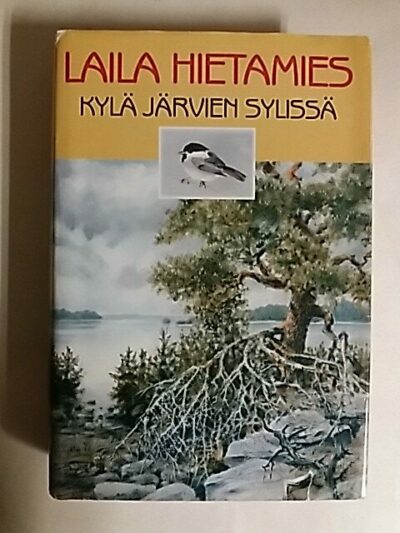 LAILA HIETAMIES
KYLÄ JÄRVIEN SYLISSÄ